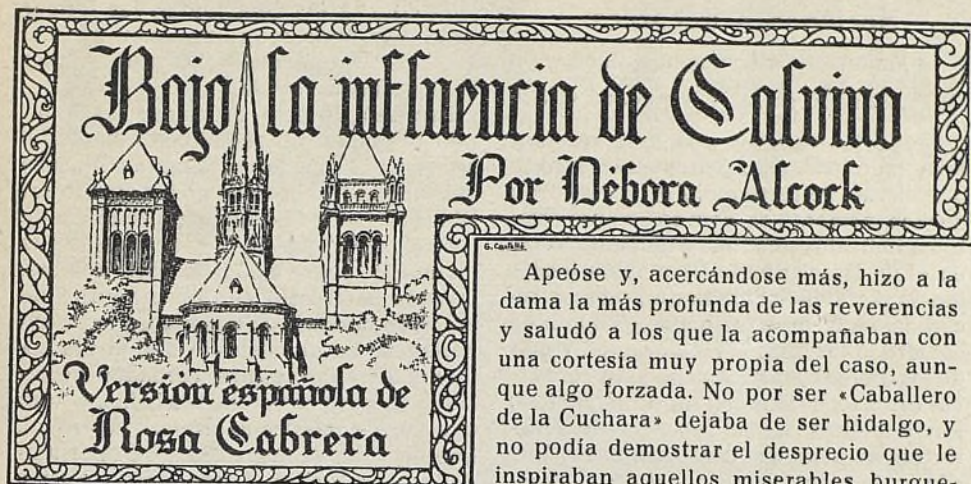 Bajo la influencia de Calvino
Por Débora Alcock
Versión española de
Rosa Cabrera
G. Castellá
Apeóse y, acercándose más, hizo a la
dama la más profunda de las reverencias
y saludó a los que la acompañaban con
una cortesía muy propia del caso, aun-
que algo forzada. No por ser «Caballero
de la Cuchara» dejaba de ser hidalgo, y
no podía demostrar el desprecio que le
inspiraban aquellos miserables burgue-